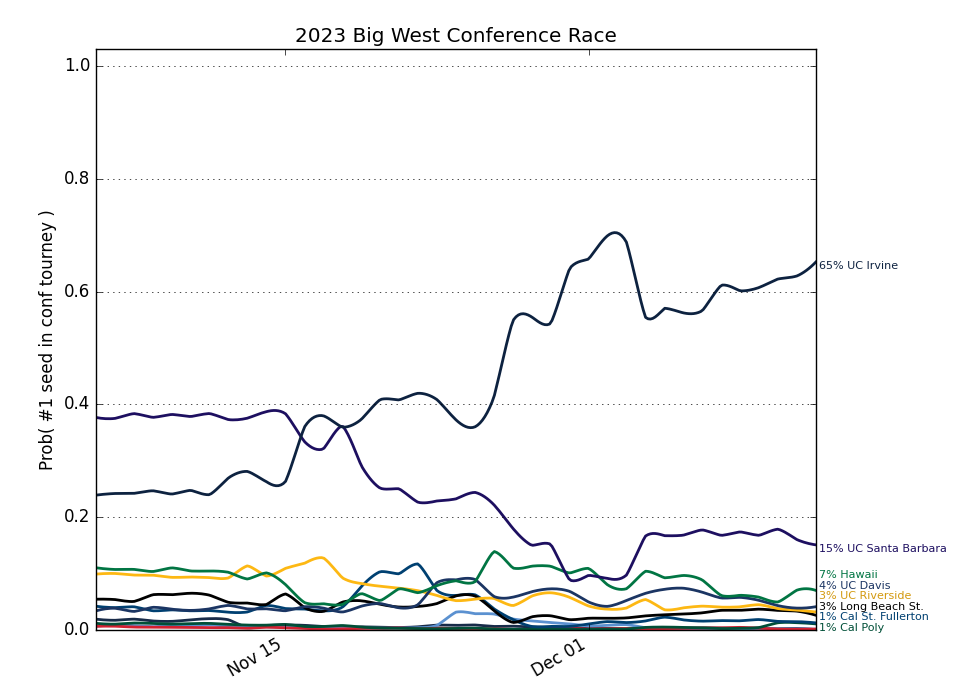 2023 Big West Conference Race
Prob( #1 seed in conf tourney )
1.0
0.8
0.6
0.4
0.2
0.0
Nov 15
Dec 01
65% UC Irvine
15% UC Santa Barbara
7% Hawaii
4% UC Davis
3% UC Riverside
3% Long Beach St.
1% Cal St. Fullerton
1% Cal Poly